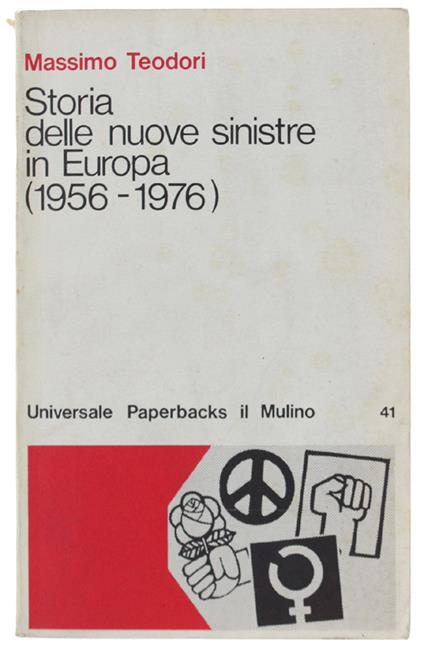 Massimo Teodori
Storia
delle nuove sinistre
in Europa
(1956-1976)
Universale Paperbacks il Mulino 41